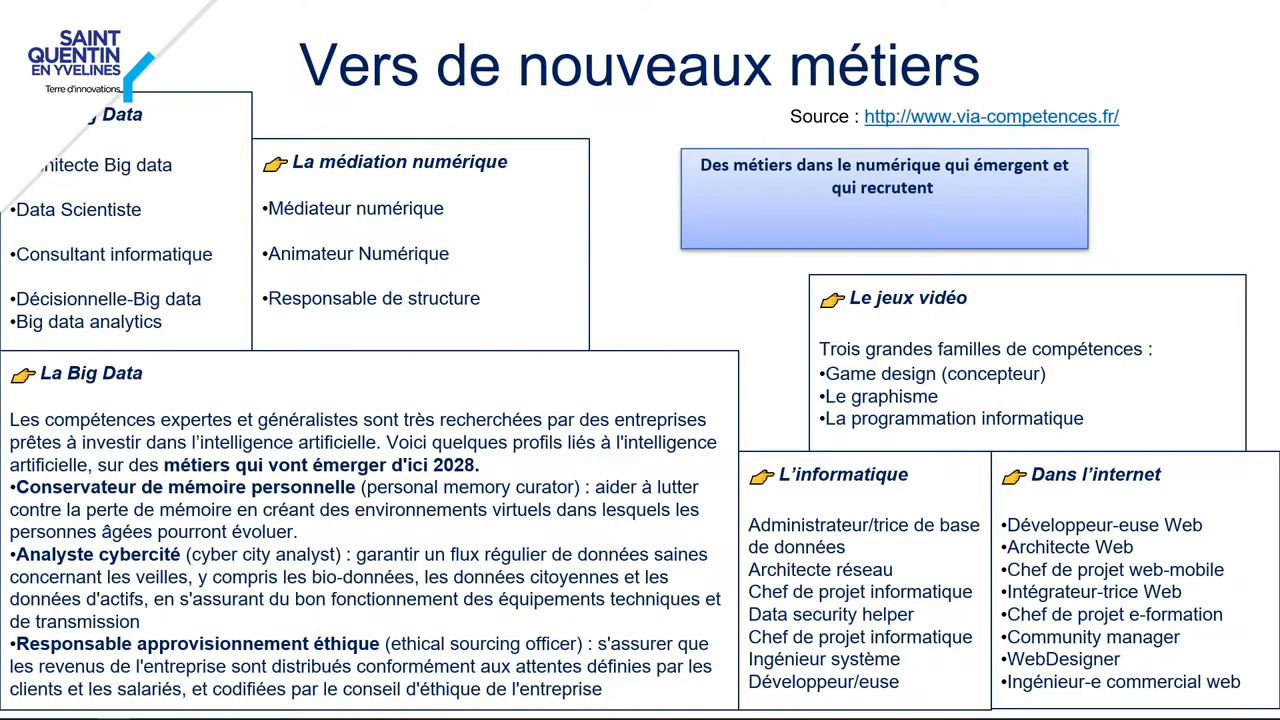 SAINT
QUENTIN
EN YVELINES
Terre d'innovations
Vers de nouveaux métiers
Source : http://www.via-competences.fr/
Data
Big data
•Data Scientiste
•Consultant informatique
•Décisionnelle-Big data
•Big data analytics
La médiation numérique
•Médiateur numérique
•Animateur Numérique
•Responsable de structure
Des métiers dans le numérique qui émergent et
qui recrutent
Le jeux vidéo
Trois grandes familles de compétences :
•Game design (concepteur)
•Le graphisme
•La programmation informatique
La Big Data
Les compétences expertes et généralistes sont très recherchées par des entreprises
prêtes à investir dans l’intelligence artificielle. Voici quelques profils liés à l'intelligence
artificielle, sur des métiers qui vont émerger d'ici 2028.
•Conservateur de mémoire personnelle (personal memory curator) : aider à lutter
contre la perte de mémoire en créant des environnements virtuels dans lesquels les
personnes âgées pourront évoluer.
•Analyste cybercité (cyber city analyst) : garantir un flux régulier de données saines
concernant les veilles, y compris les bio-données, les données citoyennes et les
données d'actifs, en s'assurant du bon fonctionnement des équipements techniques et
de transmission
•Responsable approvisionnement éthique (ethical sourcing officer) : s'assurer que
les revenus de l'entreprise sont distribués conformément aux attentes définies par les
clients et les salariés, et codifiées par le conseil d'éthique de l'entreprise
L’informatique
Administrateur/trice de base
de données
Architecte réseau
Chef de projet informatique
Data security helper
Chef de projet informatique
Ingénieur système
Développeur/euse
Dans l’internet
•Développeur-euse Web
•Architecte Web
•Chef de projet web-mobile
•Intégrateur-trice Web
•Chef de projet e-formation
•Community manager
•WebDesigner
•Ingénieur-e commercial web